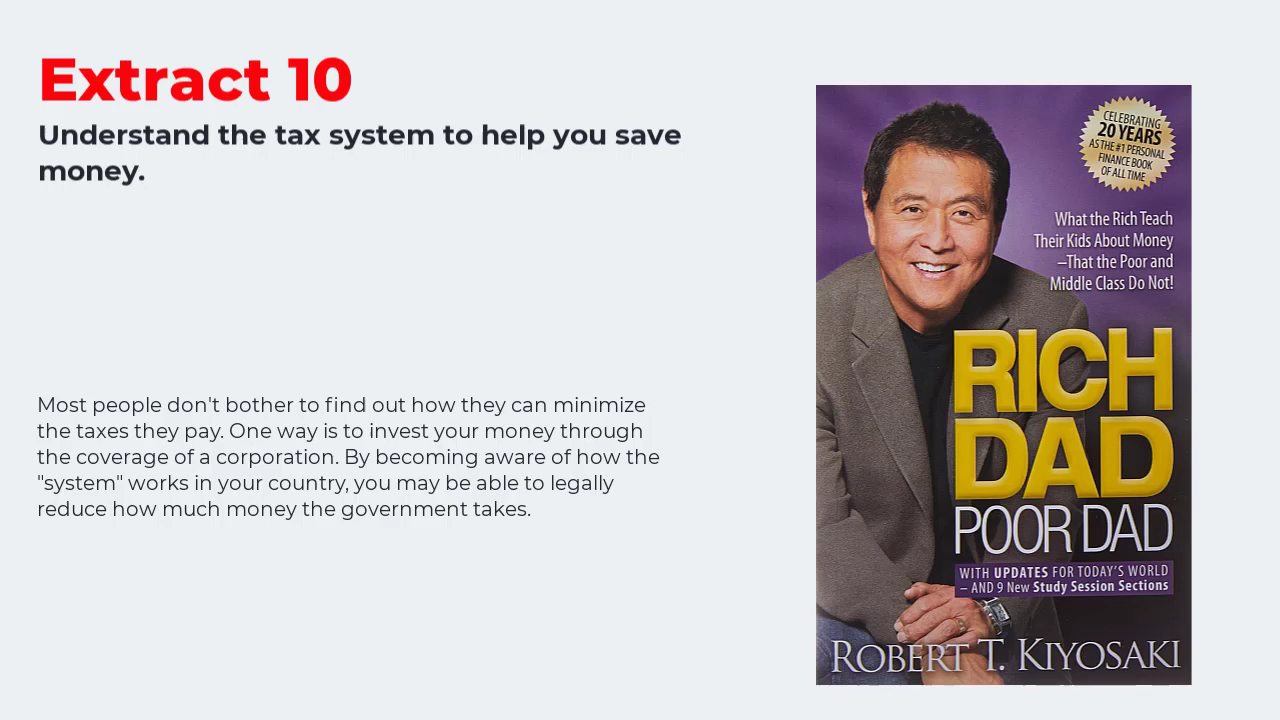 Extract 10
Understand the tax system to help you save
money.
Most people don't bother to find out how they can minimize
the taxes they pay. One way is to invest your money through
the coverage of a corporation. By becoming aware of how the
"system" works in your country, you may be able to legally
reduce how much money the government takes.
CELEBRATING
20 YEARS
AS THE #1 PERSONAL
FINANCE BOOK
OF ALL TIME
What the Rich Teach
Their Kids About Money
–That the Poor and
Middle Class Do Not!
RICH
DAD
POOR DAD
WITH UPDATES FOR TODAY'S WORLD
– AND 9 New Study Session Sections
ROBERT T. KIYOSAKI